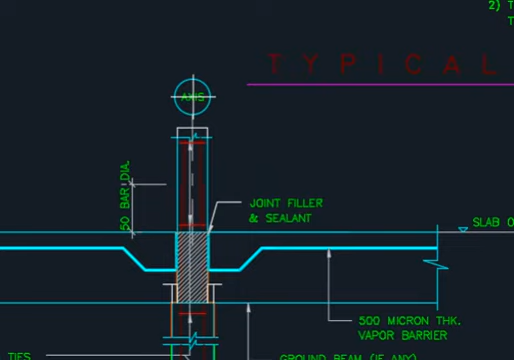 2) T
T
TYPICAL
AXIS
50 BAR DIA.
JOINT FILLER
& SEALANT
SLAB O
500 MICRON THK.
VAPOR BARRIER
TIES
GROUND BEAM (IF ANY)